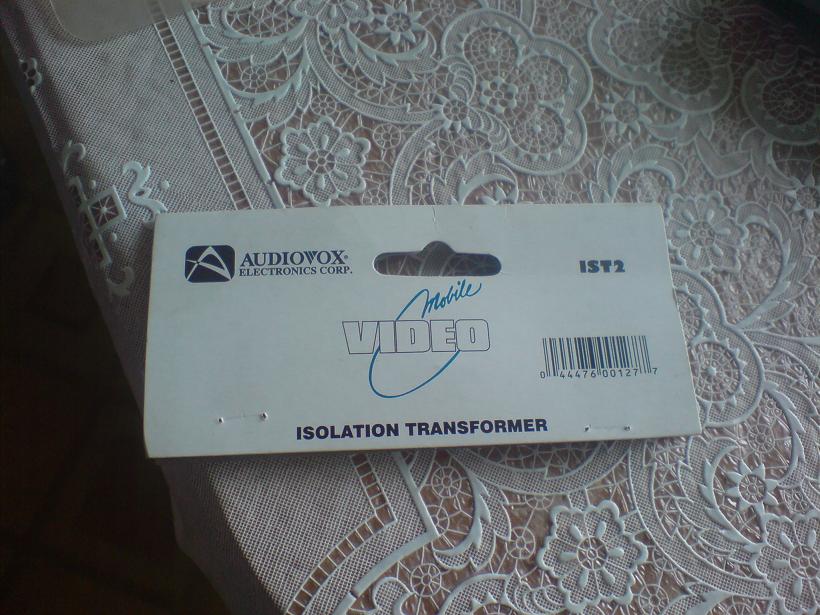 AUDIOVOX®
ELECTRONICS CORP.
IST2
Mobile
VIDEO
0 44476 00127 7
ISOLATION TRANSFORMER